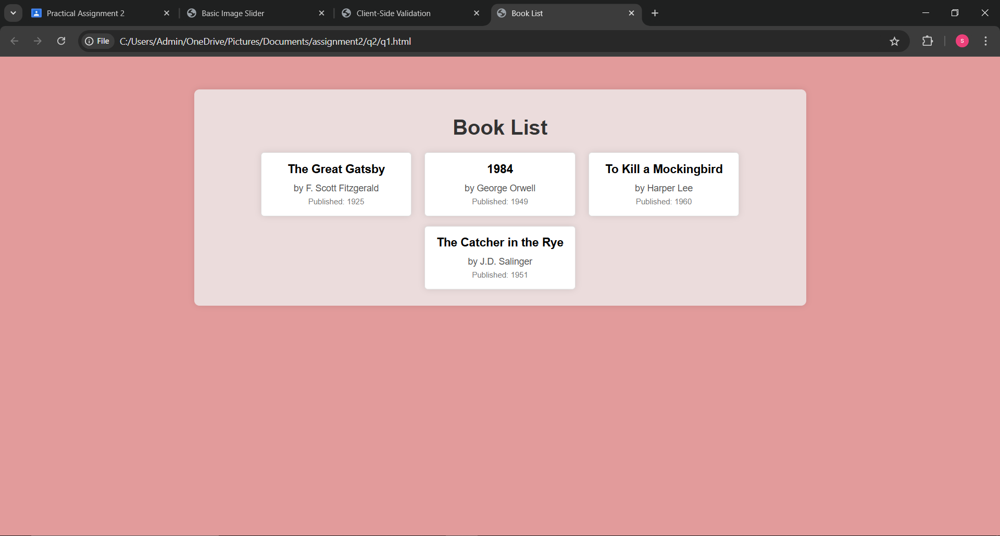 Practical Assignment 2
Basic Image Slider
Client-Side Validation
Book List
File
C:/Users/Admin/OneDrive/Pictures/Documents/assignment2/q2/q1.html
S
Book List
The Great Gatsby
by F. Scott Fitzgerald
Published: 1925
1984
by George Orwell
Published: 1949
To Kill a Mockingbird
by Harper Lee
Published: 1960
The Catcher in the Rye
by J.D. Salinger
Published: 1951